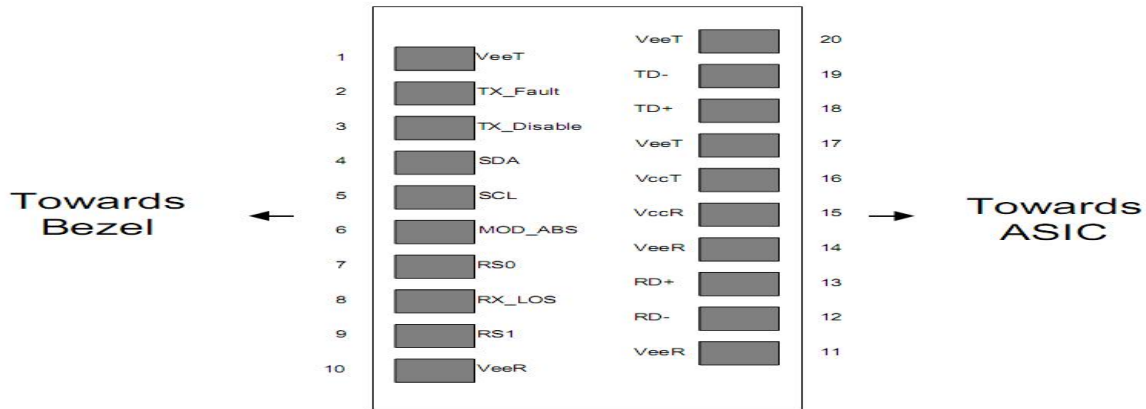 VeeT 20
1 VeeT
TD- 19
2 TX_Fault
TD+ 18
3 TX_Disable
VeeT 17
4 SDA
VccT 16
5 SCL
VccR 15
Towards
Bezel
Towards
ASIC
6 MOD_ABS
VeeR 14
7 RS0
RD+ 13
8 RX_LOS
RD- 12
9 RS1
VeeR 11
10 VeeR